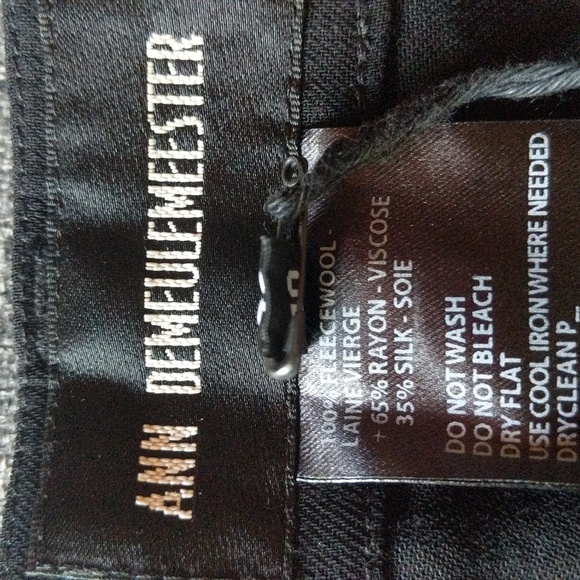 ANN DEMEULEMEESTER
100% FLEECEWOOL -
LAINE VIERGE
+ 65% RAYON - VISCOSE
35% SILK - SOIE
DO NOT WASH
DO NOT BLEACH
DRY FLAT
USE COOL IRON WHERE NEEDED
DRYCLEAN P_